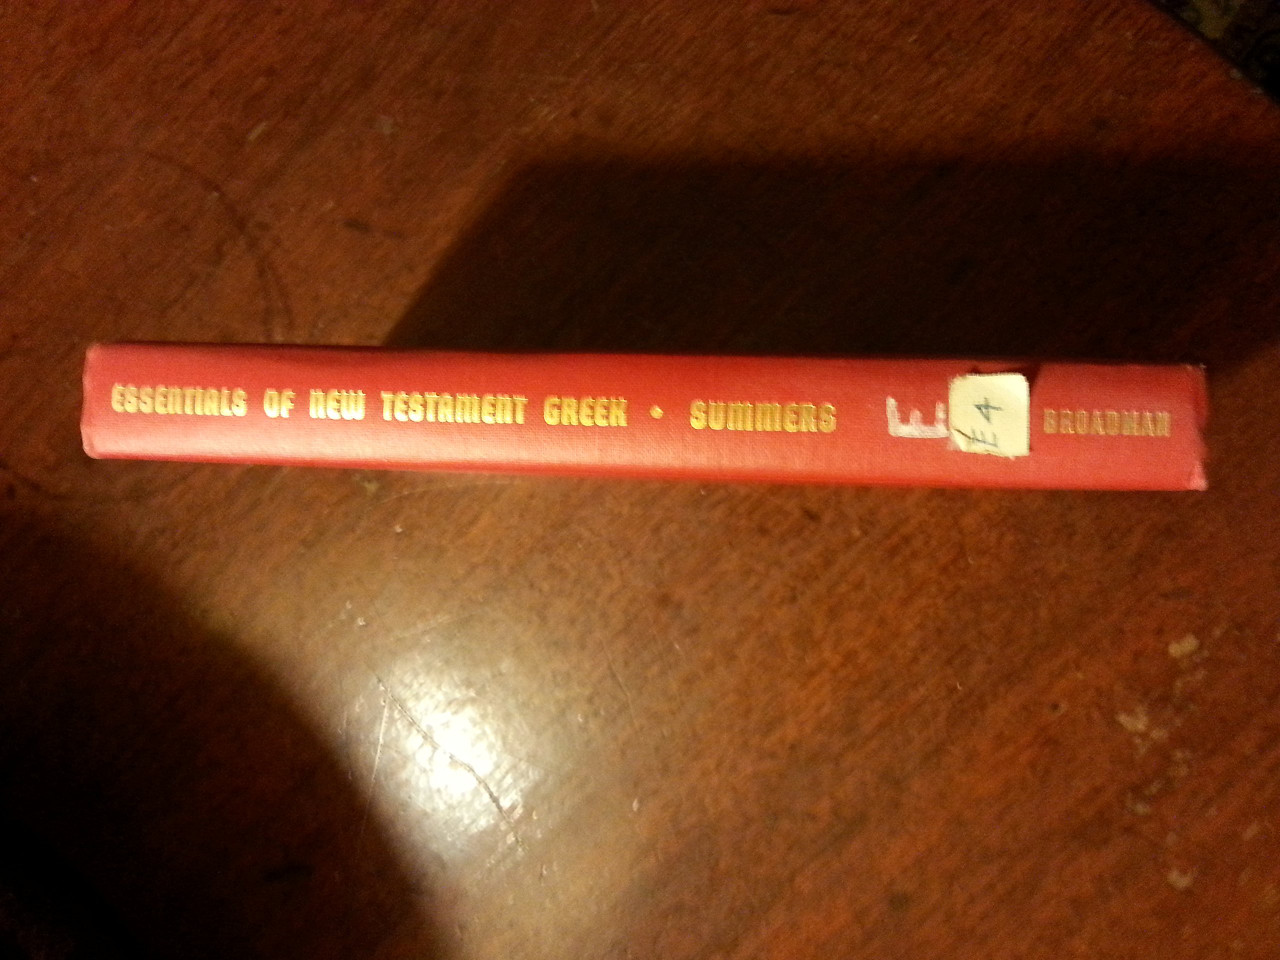 ESSENTIALS OF NEW TESTAMENT GREEK • SUMMERS
E
E4
BROADMAN